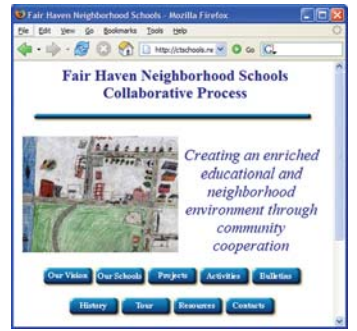 Fair Haven Neighborhood Schools - Mozilla Firefox
File Edit View Go Bookmarks Tools Help
http://ctschools.ne Go
Fair Haven Neighborhood Schools
Collaborative Process
Creating an enriched
educational and
neighborhood
environment through
community
cooperation
Our Vision Our Schools Projects Activities Bulletins
History Tour Resources Contacts